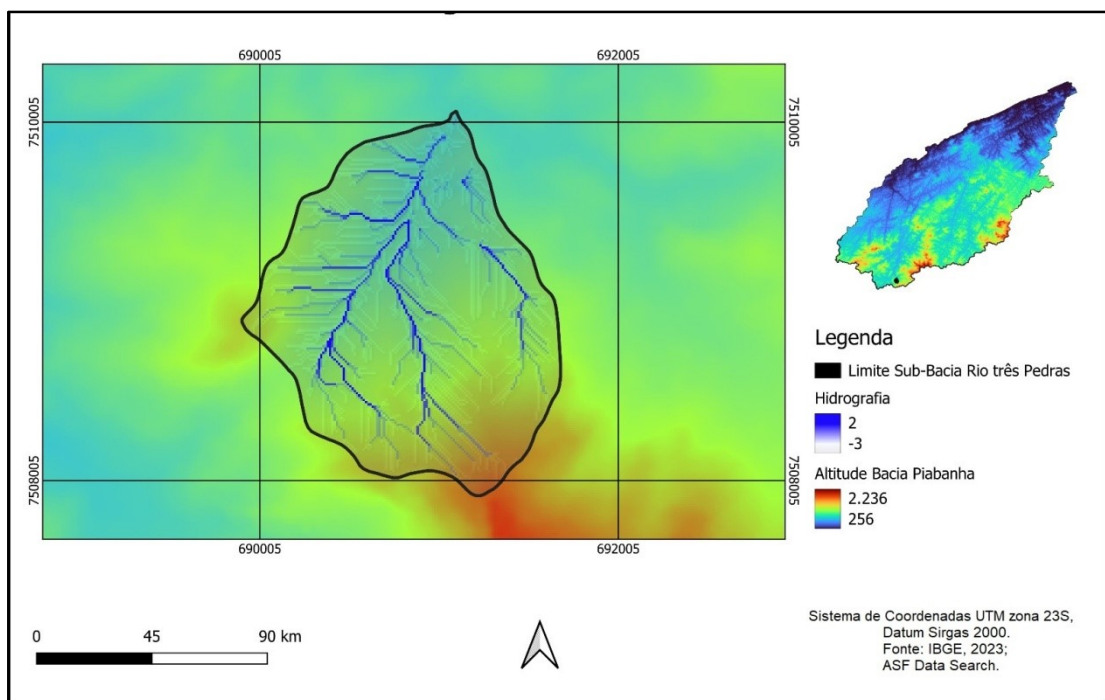 690005
692005
7510005
7510005
7508005
7508005
690005
692005
Legenda
Limite Sub-Bacia Rio três Pedras
Hidrografia
2
-3
Altitude Bacia Piabanha
2.236
256
0 45 90 km
Sistema de Coordenadas UTM zona 23S,
Datum Sirgas 2000.
Fonte: IBGE, 2023;
ASF Data Search.